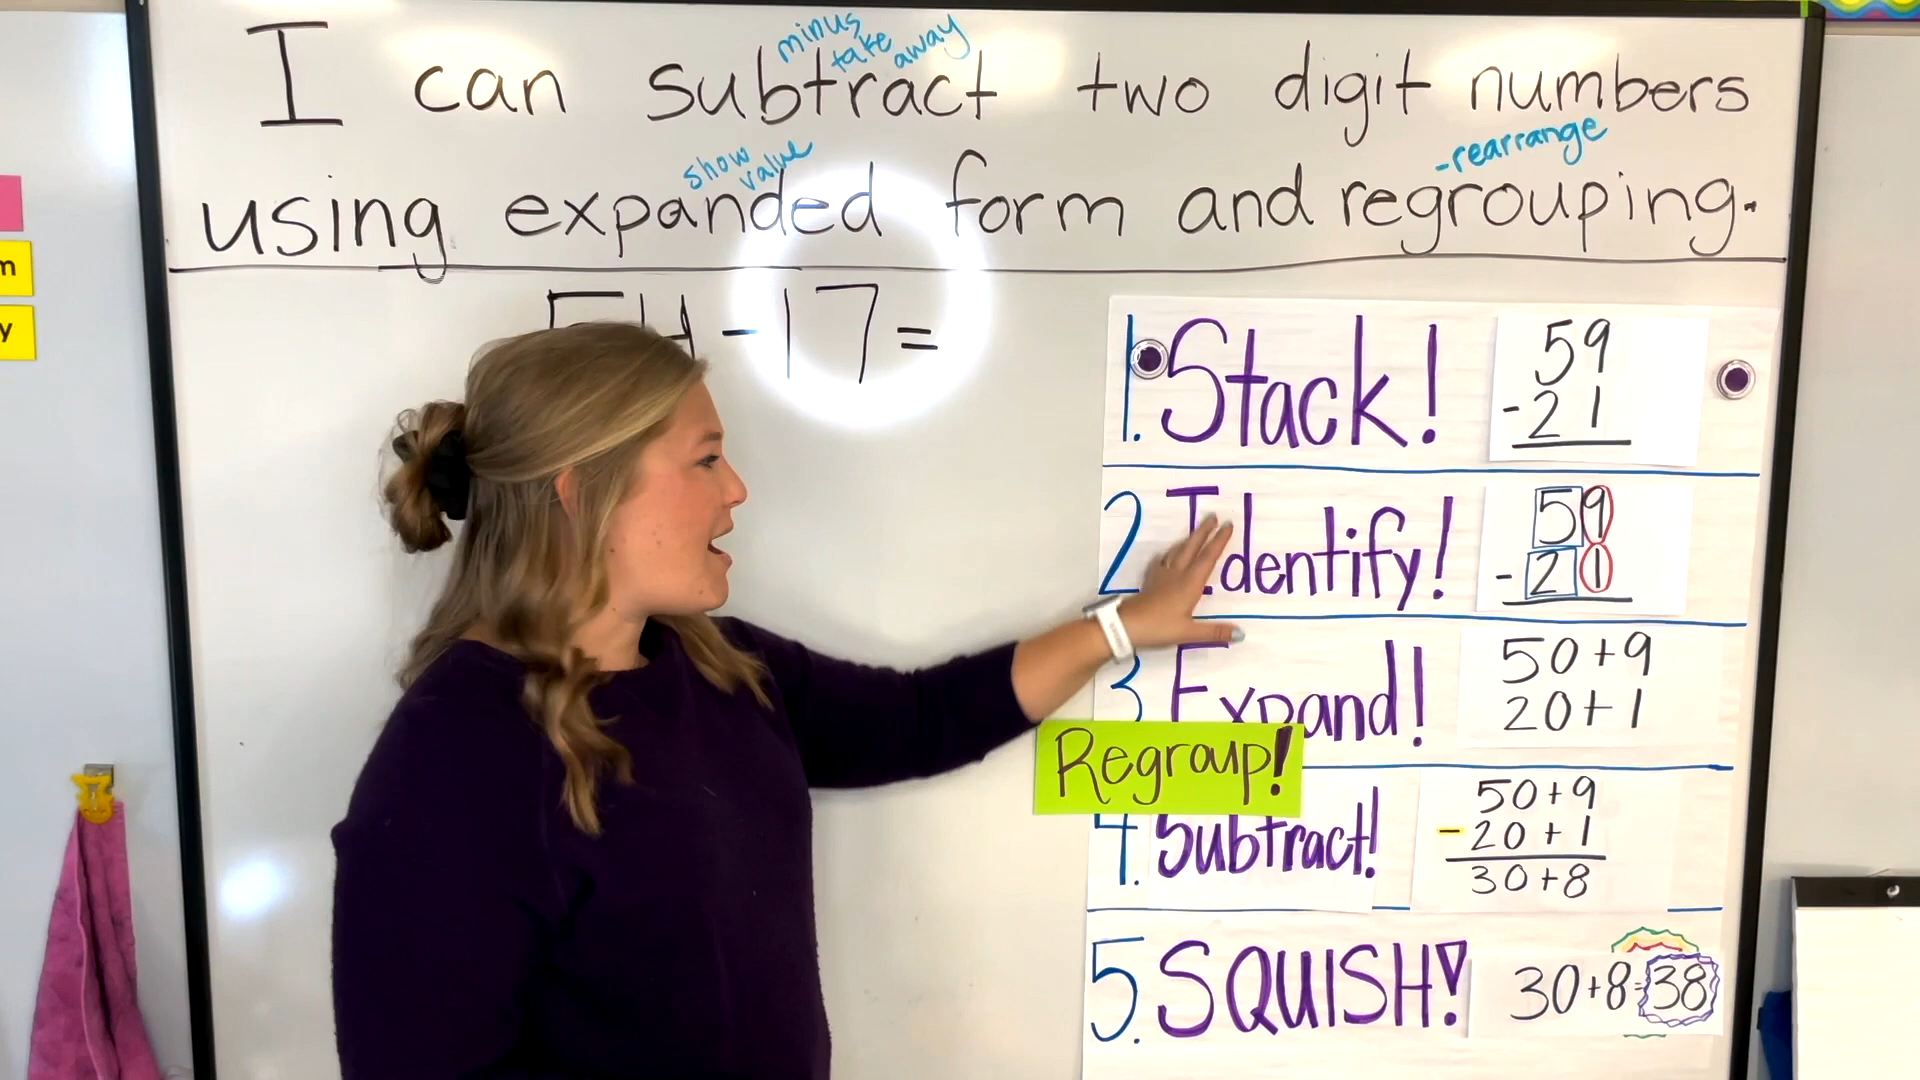 I can subtract two digit numbers
minus
take away
using expanded form and regrouping.
show
value
-rearrange
54-17=
1. Stack!
59
-21
2 Identify!
59
-21
3 Expand!
50+9
20+1
Regroup!
4. Subtract!
50+9
-20+1
30+8
5. SQUISH!
30+8=38
m
y